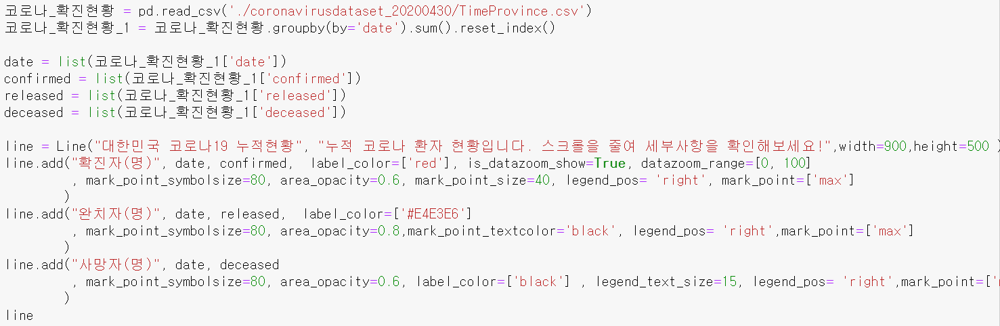 코로나_확진현황 = pd.read_csv('./coronavirusdataset_20200430/TimeProvince.csv')
코로나_확진현황_1 = 코로나_확진현황.groupby(by='date').sum().reset_index()
date = list(코로나_확진현황_1['date'])
confirmed = list(코로나_확진현황_1['confirmed'])
released = list(코로나_확진현황_1['released'])
deceased = list(코로나_확진현황_1['deceased'])
line = Line("대한민국 코로나19 누적현황", "누적 코로나 환자 현황입니다. 스크롤을 줄여 세부사항을 확인해보세요!",width=900,height=500 )
line.add("확진자(명)", date, confirmed,  label_color=['red'], is_datazoom_show=True, datazoom_range=[0, 100]
, mark_point_symbolsize=80, area_opacity=0.6, mark_point_size=40, legend_pos= 'right', mark_point=['max']
)
line.add("완치자(명)", date, released,  label_color=['#E4E3E6']
, mark_point_symbolsize=80, area_opacity=0.8,mark_point_textcolor='black', legend_pos= 'right',mark_point=['max']
)
line.add("사망자(명)", date, deceased
, mark_point_symbolsize=80, area_opacity=0.6, label_color=['black'] , legend_text_size=15, legend_pos= 'right',mark_point=['
)
line